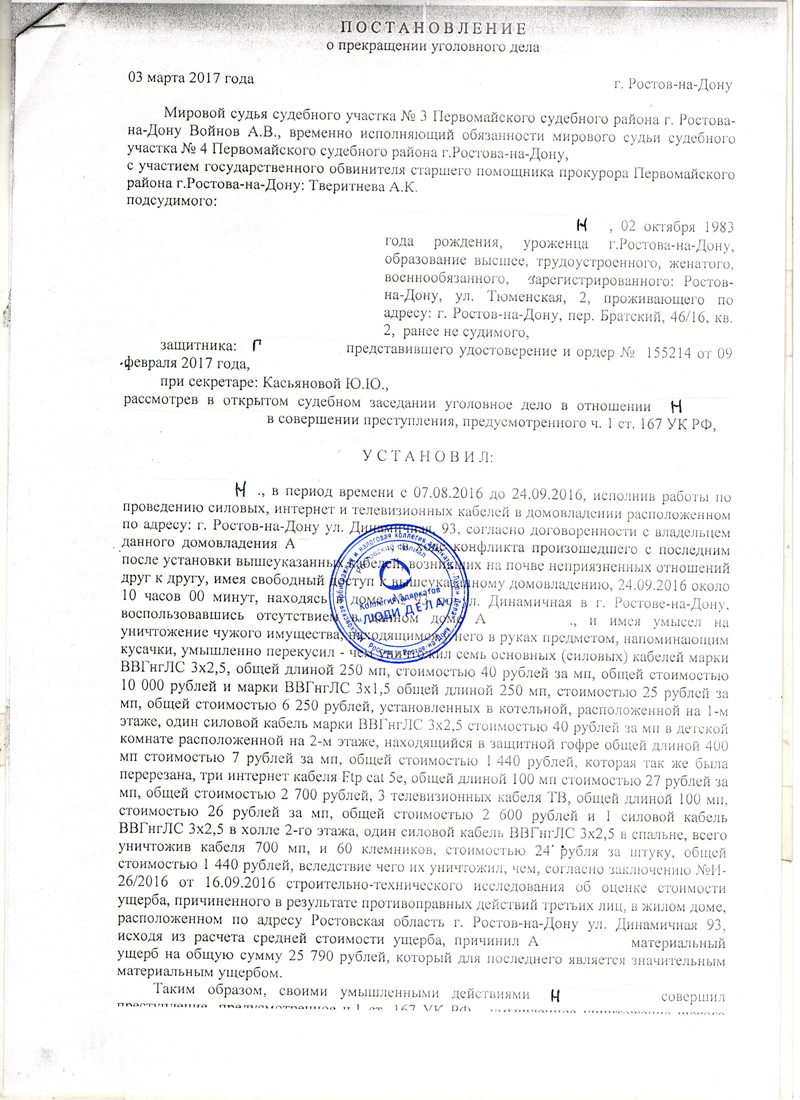 П О С Т А Н О В Л Е Н И Е
о прекращении уголовного дела
03 марта 2017 года
г. Ростов-на-Дону
Мировой судья судебного участка № 3 Первомайского судебного района г. Ростова-
на-Дону Войнов А.В., временно исполняющий обязанности мирового судьи судебного
участка № 4 Первомайского судебного района г.Ростова-на-Дону,
с участием государственного обвинителя старшего помощника прокурора Первомайского
района г.Ростова-на-Дону: Тверитнева А.К.
подсудимого:
Н , 02 октября 1983
года рождения, уроженца г.Ростова-на-Дону,
образование высшее, трудоустроенного, женатого,
военнообязанного, зарегистрированного: Ростов-
на-Дону, ул. Тюменская, 2, проживающего по
адресу: г. Ростов-на-Дону, пер. Братский, 46/16, кв.
2, ранее не судимого,
защитника: Г представившего удостоверение и ордер № 155214 от 09
февраля 2017 года,
при секретаре: Касьяновой Ю.Ю.,
рассмотрев в открытом судебном заседании уголовное дело в отношении Н
в совершении преступления, предусмотренного ч. 1 ст. 167 УК РФ,
У С Т А Н О В И Л:
Н ., в период времени с 07.08.2016 до 24.09.2016, исполнив работы по
проведению силовых, интернет и телевизионных кабелей в домовладении расположенном
по адресу: г. Ростов-на-Дону ул. Динамичная, 93, согласно договоренности с владельцем
данного домовладения А конфликта произошедшего с последним
после установки вышеуказанных кабелей, возникших на почве неприязненных отношений
друг к другу, имея свободный доступ к вышеуказанному домовладению, 24.09.2016 около
10 часов 00 минут, находясь в доме ул. Динамичная в г. Ростове-на-Дону,
воспользовавшись отсутствием в данном доме А ., и имея умысел на
уничтожение чужого имущества, находящимся у него в руках предметом, напоминающим
кусачки, умышленно перекусил - чем уничтожил семь основных (силовых) кабелей марки
ВВГнгЛС 3х2,5, общей длиной 250 мп, стоимостью 40 рублей за мп, общей стоимостью
10 000 рублей и марки ВВГнгЛС 3х1,5 общей длиной 250 мп, стоимостью 25 рублей за
мп, общей стоимостью 6 250 рублей, установленных в котельной, расположенной на 1-м
этаже, один силовой кабель марки ВВГнгЛС 3х2,5 стоимостью 40 рублей за мп в детской
комнате расположенной на 2-м этаже, находящийся в защитной гофре общей длиной 400
мп стоимостью 7 рублей за мп, общей стоимостью 1 440 рублей, которая так же была
перерезана, три интернет кабеля Ftp cat 5e, общей длиной 100 мп стоимостью 27 рублей за
мп, общей стоимостью 2 700 рублей, 3 телевизионных кабеля ТВ, общей длиной 100 мп,
стоимостью 26 рублей за мп, общей стоимостью 2 600 рублей и 1 силовой кабель
ВВГнгЛС 3х2,5 в холле 2-го этажа, один силовой кабель ВВГнгЛС 3х2,5 в спальне, всего
уничтожив кабеля 700 мп, и 60 клемников, стоимостью 24 рубля за штуку, общей
стоимостью 1 440 рублей, вследствие чего их уничтожил, чем, согласно заключению №И-
26/2016 от 16.09.2016 строительно-технического исследования об оценке стоимости
ущерба, причиненного в результате противоправных действий третьих лиц, в жилом доме,
расположенном по адресу Ростовская область г. Ростов-на-Дону ул. Динамичная 93,
исходя из расчета средней стоимости ущерба, причинил А материальный
ущерб на общую сумму 25 790 рублей, который для последнего является значительным
материальным ущербом.
Таким образом, своими умышленными действиями Н совершил
преступление, предусмотренное ч.1 ст. 167 УК РФ
Ростовский филиал
Коллегия адвокатов
"ЛЮДИ ДЕЛА"